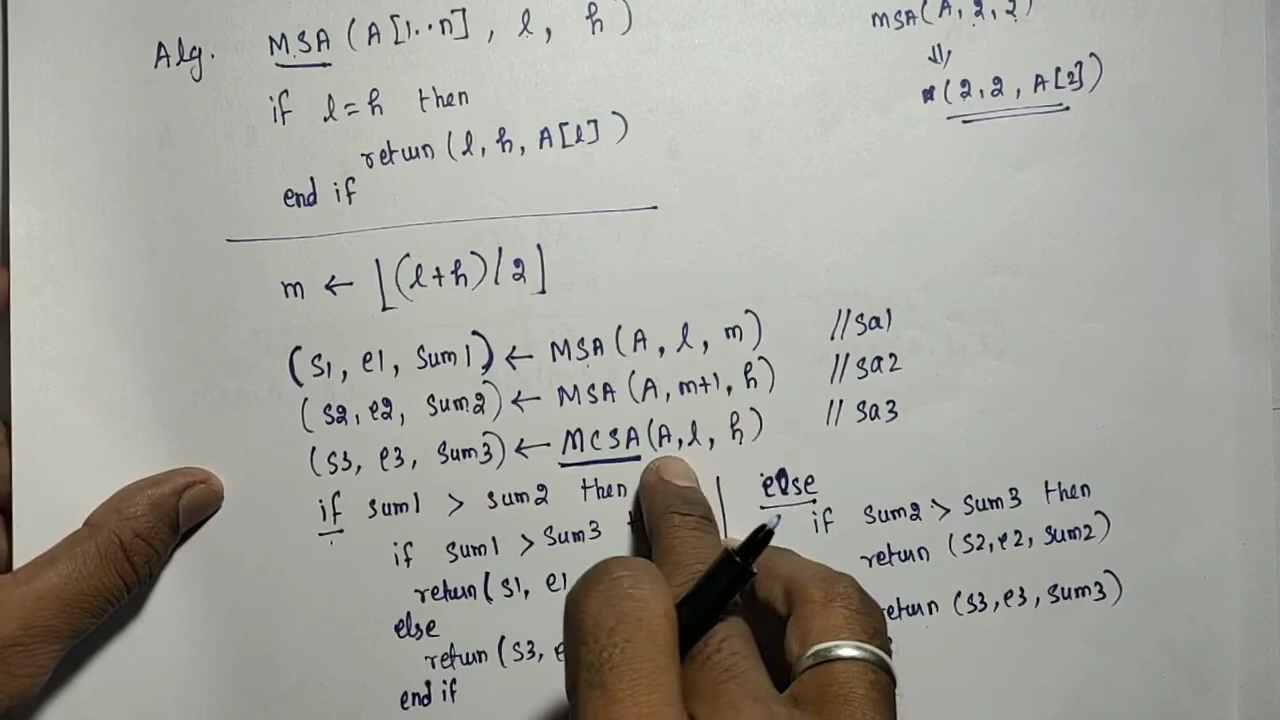 Alg. MSA (A[1..n], l, h)
if l=h then
return (l, h, A[l])
end if
MSA(A, 2, 2)
⇓
(2, 2, A[2])
m ← ⌊(l+h)/2⌋
(s1, e1, sum1) ← MSA (A, l, m) //sa1
(s2, e2, sum2) ← MSA (A, m+1, h) //sa2
(s3, e3, sum3) ← MCSA (A, l, h) //sa3
if sum1 > sum2 then
if sum1 > sum3
return (s1, e1
else
return (s3, e
end if
else
if sum2 > sum3 then
return (s2, e2, sum2)
return (s3, e3, sum3)